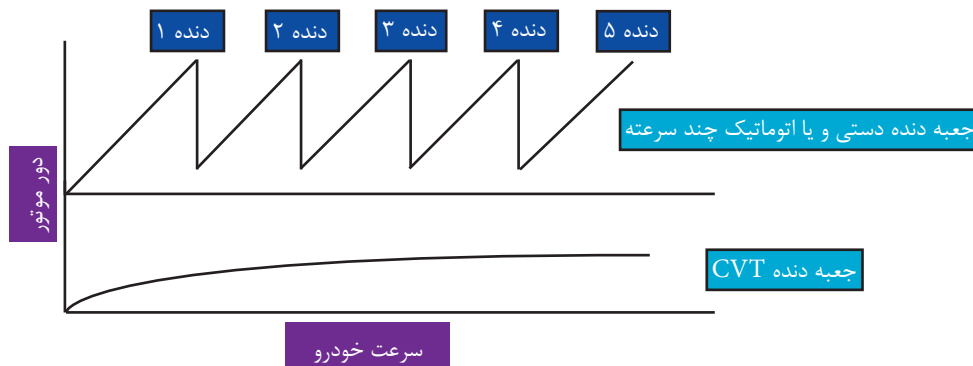 دنده ۱
دنده ۲
دنده ۳
دنده ۴
دنده ۵
جعبه دنده دستی و یا اتوماتیک چند سرعته
دور موتور
جعبه دنده CVT
سرعت خودرو